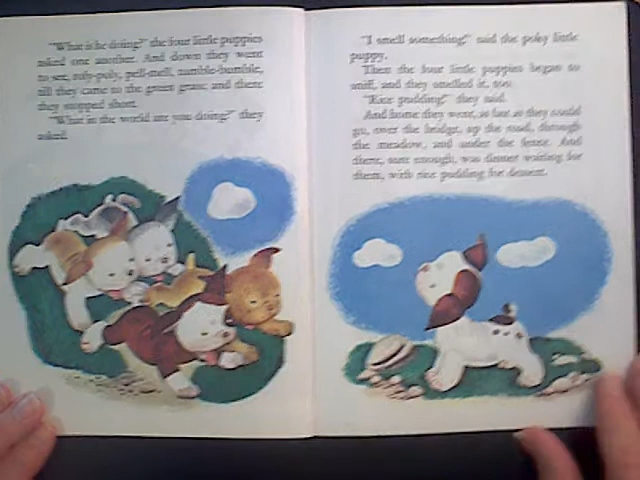 "What is he doing?" the four little puppies
asked one another. And down they went
to see, roly-poly, pell-mell, tumble-bumble,
till they came to the green grass; and there
they stopped short.
"What in the world are you doing?" they
asked.
"I smell something!" said the poky little
puppy.
Then the four little puppies began to
sniff, and they smelled it, too.
"Rice pudding!" they said.
And home they went, as fast as they could
go, over the bridge, up the road, through
the meadow, and under the fence. And
there, sure enough, was dinner waiting for
them, with rice pudding for dessert.